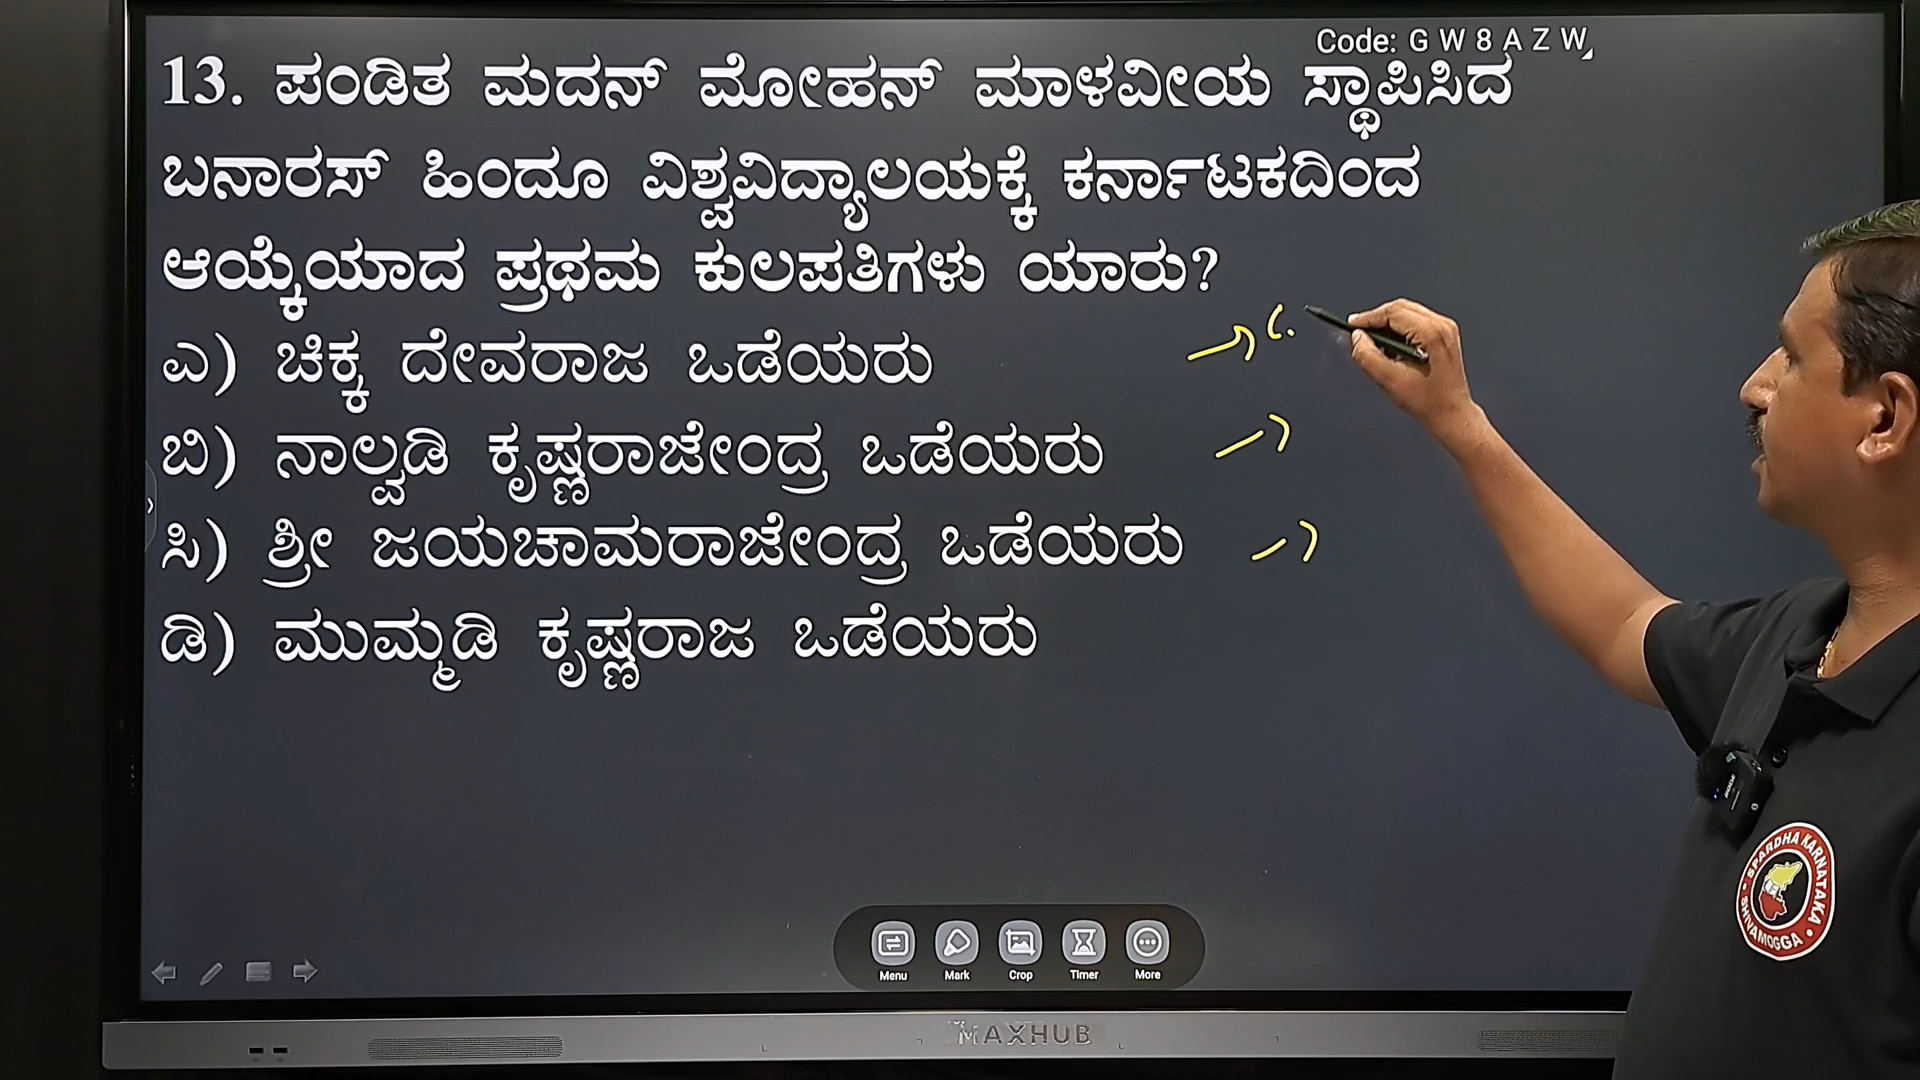 Code: G W 8 A Z W
13. ಪಂಡಿತ ಮದನ್ ಮೋಹನ್ ಮಾಳವೀಯ ಸ್ಥಾಪಿಸಿದ
ಬನಾರಸ್ ಹಿಂದೂ ವಿಶ್ವವಿದ್ಯಾಲಯಕ್ಕೆ ಕರ್ನಾಟಕದಿಂದ
ಆಯ್ಕೆಯಾದ ಪ್ರಥಮ ಕುಲಪತಿಗಳು ಯಾರು?
ಎ) ಚಿಕ್ಕ ದೇವರಾಜ ಒಡೆಯರು
ಬಿ) ನಾಲ್ವಡಿ ಕೃಷ್ಣರಾಜೇಂದ್ರ ಒಡೆಯರು
ಸಿ) ಶ್ರೀ ಜಯಚಾಮರಾಜೇಂದ್ರ ಒಡೆಯರು
ಡಿ) ಮುಮ್ಮಡಿ ಕೃಷ್ಣರಾಜ ಒಡೆಯರು
Menu Mark Crop Timer More
MAXHUB
SPARDHA KARNATAKA
SHIVAMOGGA